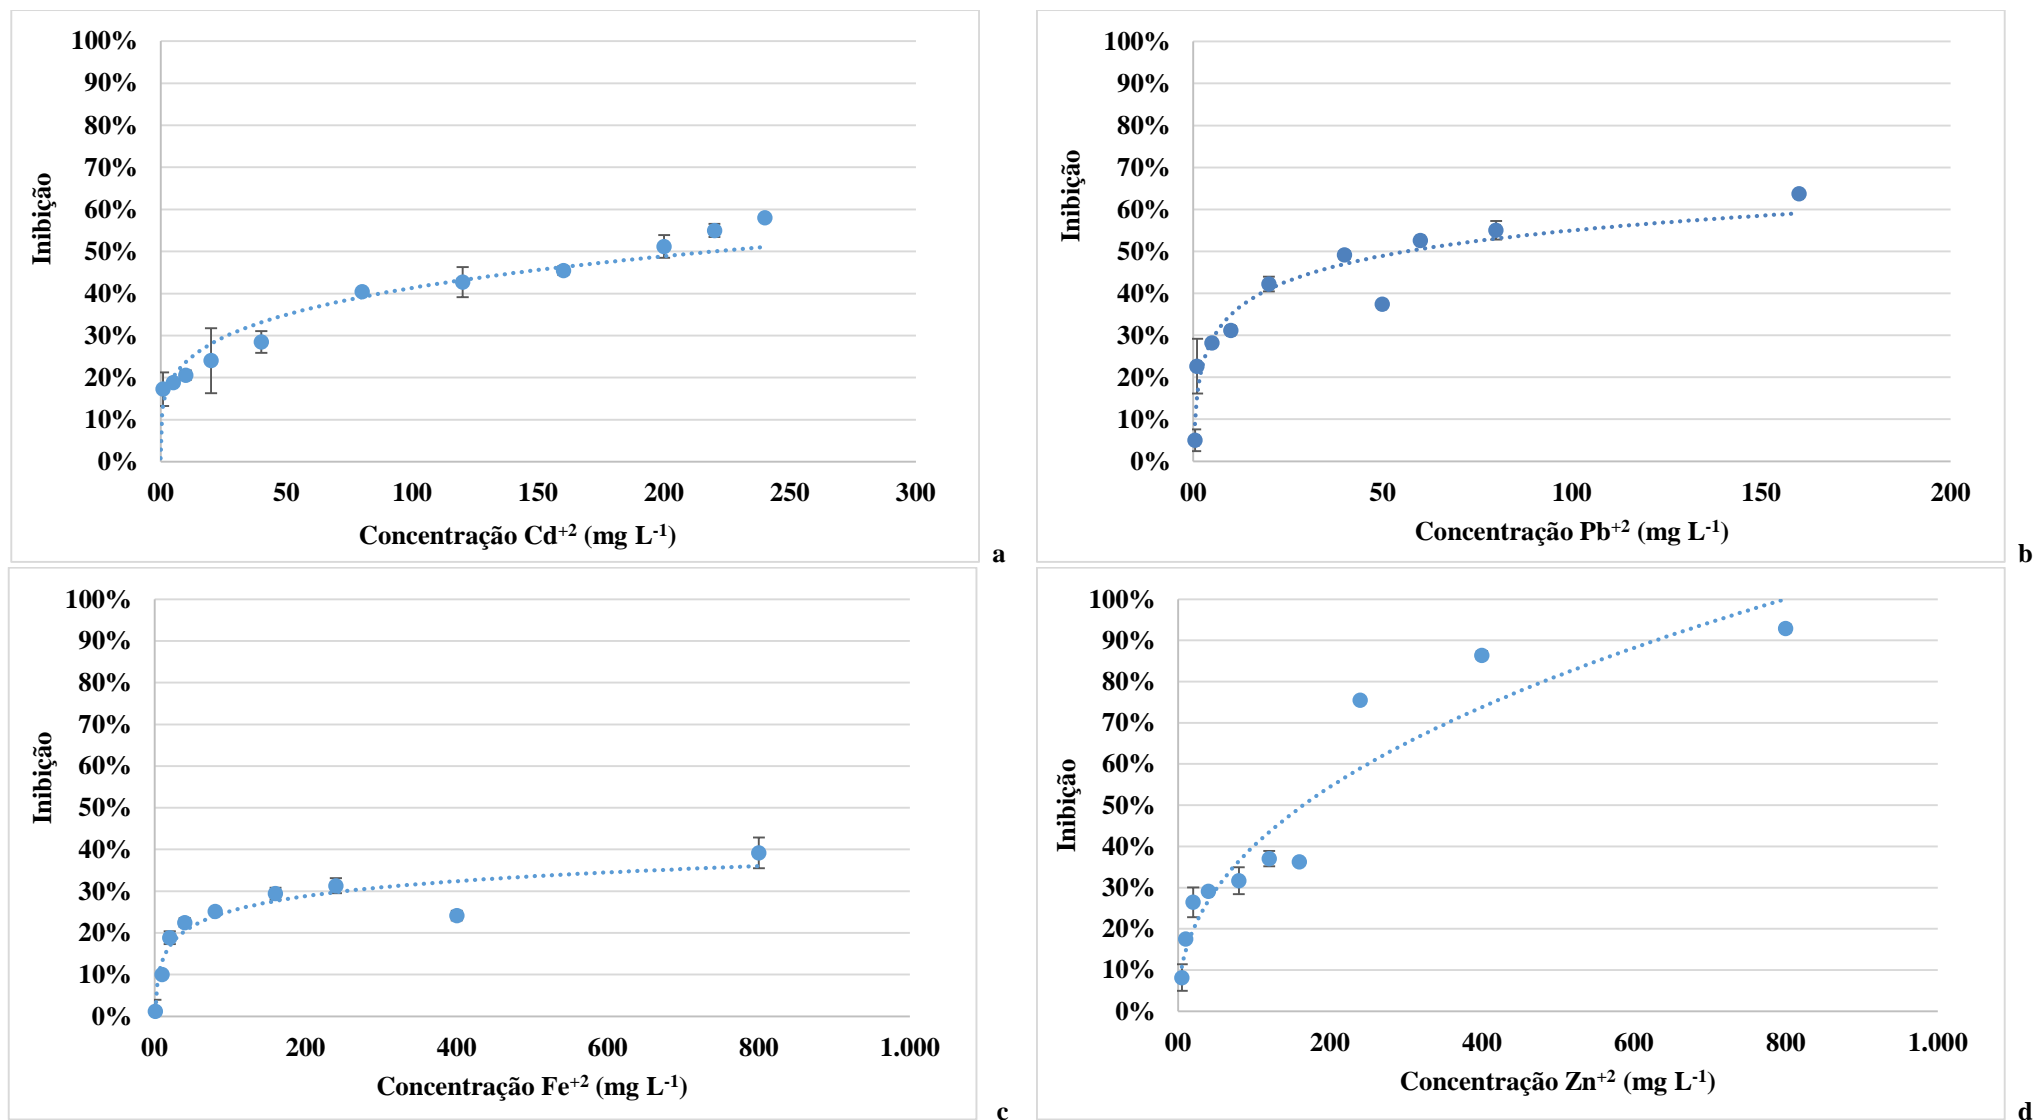 100%
90%
80%
70%
60%
50%
40%
30%
20%
10%
0%
Inibição
00 50 100 150 200 250 300
Concentração Cd⁺² (mg L⁻¹)
a
100%
90%
80%
70%
60%
50%
40%
30%
20%
10%
0%
Inibição
00 50 100 150 200
Concentração Pb⁺² (mg L⁻¹)
b
100%
90%
80%
70%
60%
50%
40%
30%
20%
10%
0%
Inibição
00 200 400 600 800 1.000
Concentração Fe⁺² (mg L⁻¹)
c
100%
90%
80%
70%
60%
50%
40%
30%
20%
10%
0%
Inibição
00 200 400 600 800 1.000
Concentração Zn⁺² (mg L⁻¹)
d